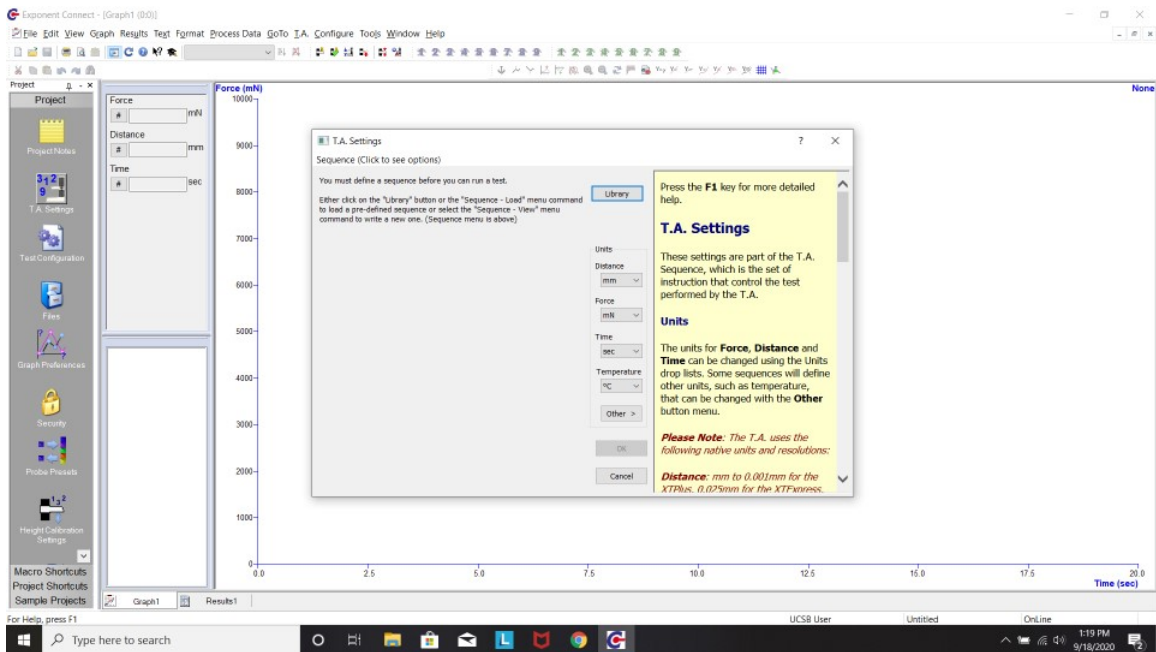 Exponent Connect - [Graph1 (0:0)]
File Edit View Graph Results Text Format Process Data GoTo T.A. Configure Tools Window Help
Project
Project
Project Notes
T.A. Settings
Test Configuration
Files
Graph Preferences
Security
Probe Presets
Height Calibration
Settings
Macro Shortcuts
Project Shortcuts
Sample Projects
Force
# mN
Distance
# mm
Time
# sec
Force (mN)
None
10000
9000
8000
7000
6000
5000
4000
3000
2000
1000
0
0.0 2.5 5.0 7.5 10.0 12.5 15.0 17.5 20.0
Time (sec)
T.A. Settings
Sequence (Click to see options)
You must define a sequence before you can run a test.
Either click on the "Library" button or the "Sequence - Load" menu command
to load a pre-defined sequence or select the "Sequence - View" menu
command to write a new one. (Sequence menu is above)
Library
Units
Distance
mm
Force
mN
Time
sec
Temperature
ºC
Other >
OK
Cancel
Press the F1 key for more detailed
help.
T.A. Settings
These settings are part of the T.A.
Sequence, which is the set of
instruction that control the test
performed by the T.A.
Units
The units for Force, Distance and
Time can be changed using the Units
drop lists. Some sequences will define
other units, such as temperature,
that can be changed with the Other
button menu.
Please Note: The T.A. uses the
following native units and resolutions:
Distance: mm to 0.001mm for the
XTPlus, 0.025mm for the XTExpress,
Graph1 Results1
For Help, press F1
UCSB User Untitled OnLine
Type here to search
1:19 PM
9/18/2020
2